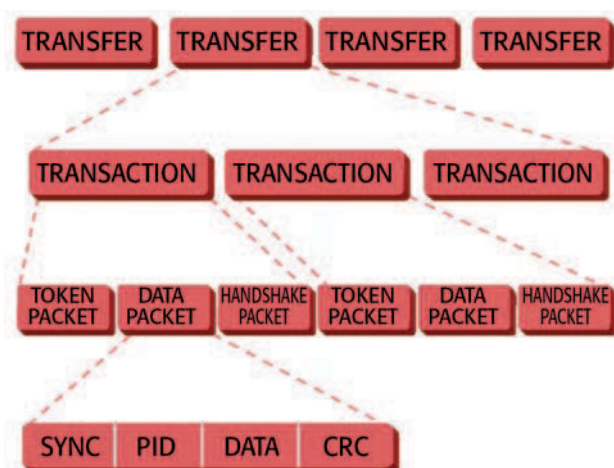 TRANSFER TRANSFER TRANSFER TRANSFER
TRANSACTION TRANSACTION TRANSACTION
TOKEN PACKET DATA PACKET HANDSHAKE PACKET TOKEN PACKET DATA PACKET HANDSHAKE PACKET
SYNC PID DATA CRC